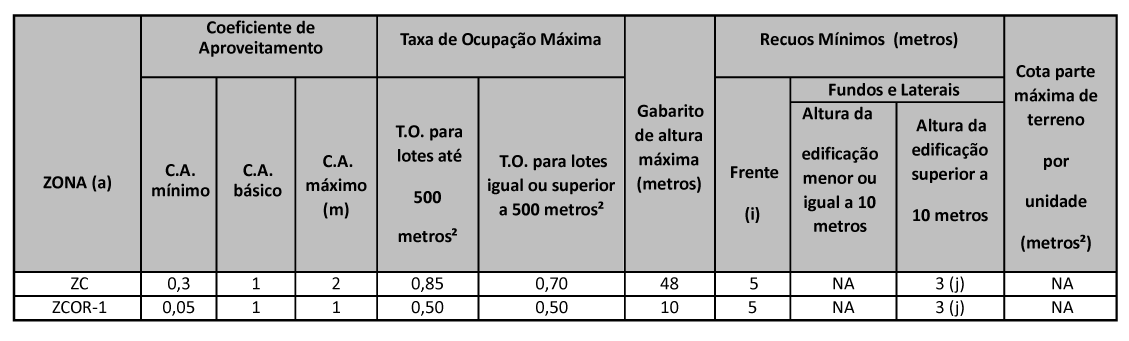 ZONA (a)
Coeficiente de
Aproveitamento
C.A.
mínimo
C.A.
básico
C.A.
máximo
(m)
Taxa de Ocupação Máxima
T.O. para
lotes até
500
metros²
T.O. para lotes
igual ou superior
a 500 metros²
Gabarito
de altura
máxima
(metros)
Recuos Mínimos (metros)
Frente
(i)
Fundos e Laterais
Altura da
edificação
menor ou
igual a 10
metros
Altura da
edificação
superior a
10 metros
Cota parte
máxima de
terreno
por
unidade
(metros²)
ZC 0,3 1 2 0,85 0,70 48 5 NA 3 (j) NA
ZCOR-1 0,05 1 1 0,50 0,50 10 5 NA 3 (j) NA